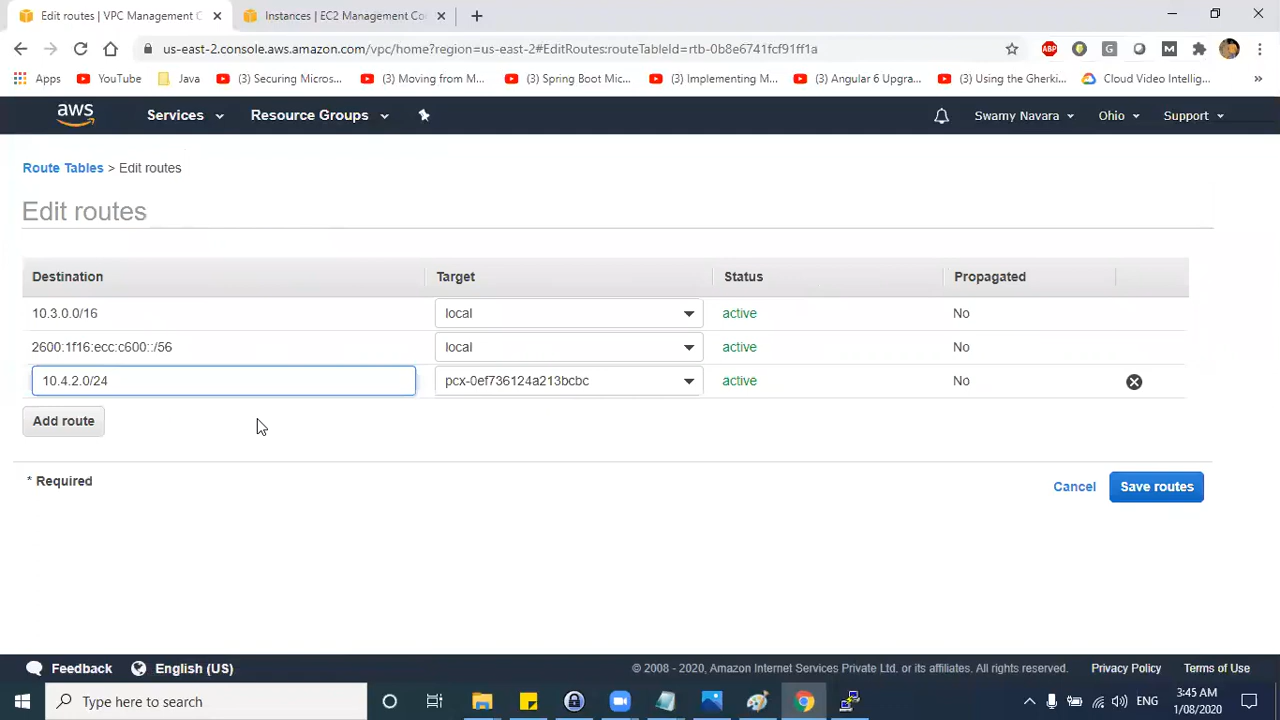 Edit routes | VPC Management C
Instances | EC2 Management Co
us-east-2.console.aws.amazon.com/vpc/home?region=us-east-2#EditRoutes:routeTableId=rtb-0b8e6741fcf91ff1a
ABP
G
M
Apps
YouTube
Java
(3) Securing Micros...
(3) Moving from M...
(3) Spring Boot Mic...
(3) Implementing M...
(3) Angular 6 Upgra...
(3) Using the Gherki...
Cloud Video Intellig...
»
aws
Services
Resource Groups
Swamy Navara
Ohio
Support
Route Tables > Edit routes
Edit routes
Destination Target Status Propagated
10.3.0.0/16 local active No
2600:1f16:ecc:c600::/56 local active No
10.4.2.0/24 pcx-0ef736124a213bcbc active No
Add route
* Required
Cancel
Save routes
Feedback
English (US)
© 2008 - 2020, Amazon Internet Services Private Ltd. or its affiliates. All rights reserved.
Privacy Policy
Terms of Use
Type here to search
ENG
3:45 AM
1/08/2020